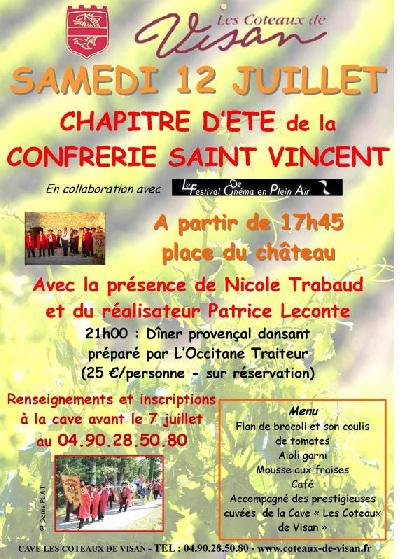 Les Coteaux de
Visan
SAMEDI 12 JUILLET
CHAPITRE D'ETE de la
CONFRERIE SAINT VINCENT
En collaboration avec Le Festival De Cinéma en Plein Air
A partir de 17h45
place du château
Avec la présence de Nicole Trabaud
et du réalisateur Patrice Leconte
21h00 : Dîner provençal dansant
préparé par L'Occitane Traiteur
(25 €/personne - sur réservation)
Renseignements et inscriptions
à la cave avant le 7 juillet
au 04.90.28.50.80
Menu
Flan de brocoli et son coulis
de tomates
Aïoli garni
Mousse aux fraises
Café
Accompagné des prestigieuses
cuvées de la Cave « Les Coteaux
de Visan »
CAVE LES COTEAUX DE VISAN - TEL : 04.90.28.50.80 - www.coteaux-de-visan.fr